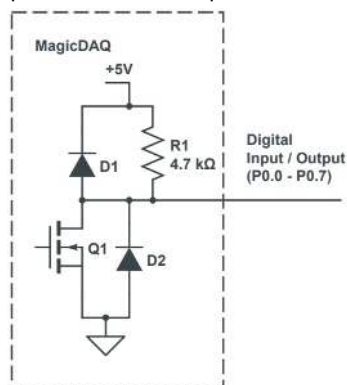 MagicDAQ
+5V
R1
4.7 kΩ
D1
Digital
Input / Output
(P0.0 - P0.7)
Q1
D2